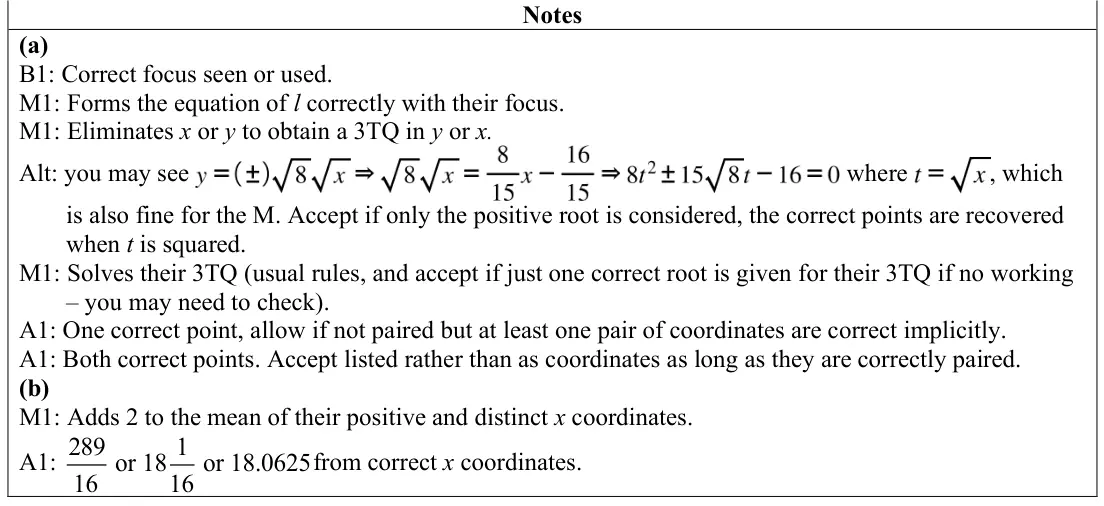 Notes
(a)
B1: Correct focus seen or used.
M1: Forms the equation of l correctly with their focus.
M1: Eliminates x or y to obtain a 3TQ in y or x.
Alt: you may see y = (±)√8√x ⇒ √8√x = 8/15 x − 16/15 ⇒ 8t² ± 15√8t − 16 = 0 where t = √x, which
is also fine for the M. Accept if only the positive root is considered, the correct points are recovered
when t is squared.
M1: Solves their 3TQ (usual rules, and accept if just one correct root is given for their 3TQ if no working
– you may need to check).
A1: One correct point, allow if not paired but at least one pair of coordinates are correct implicitly.
A1: Both correct points. Accept listed rather than as coordinates as long as they are correctly paired.
(b)
M1: Adds 2 to the mean of their positive and distinct x coordinates.
A1: 289/16 or 18 1/16 or 18.0625 from correct x coordinates.